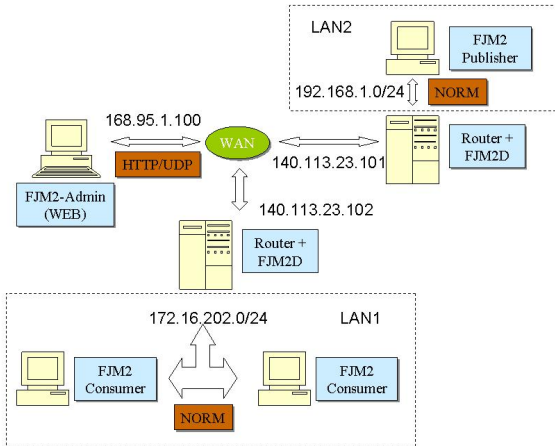 LAN2
FJM2
Publisher
192.168.1.0/24
NORM
168.95.1.100
WAN
HTTP/UDP
140.113.23.101
Router +
FJM2D
FJM2-Admin
(WEB)
140.113.23.102
Router +
FJM2D
172.16.202.0/24
LAN1
FJM2
Consumer
FJM2
Consumer
NORM